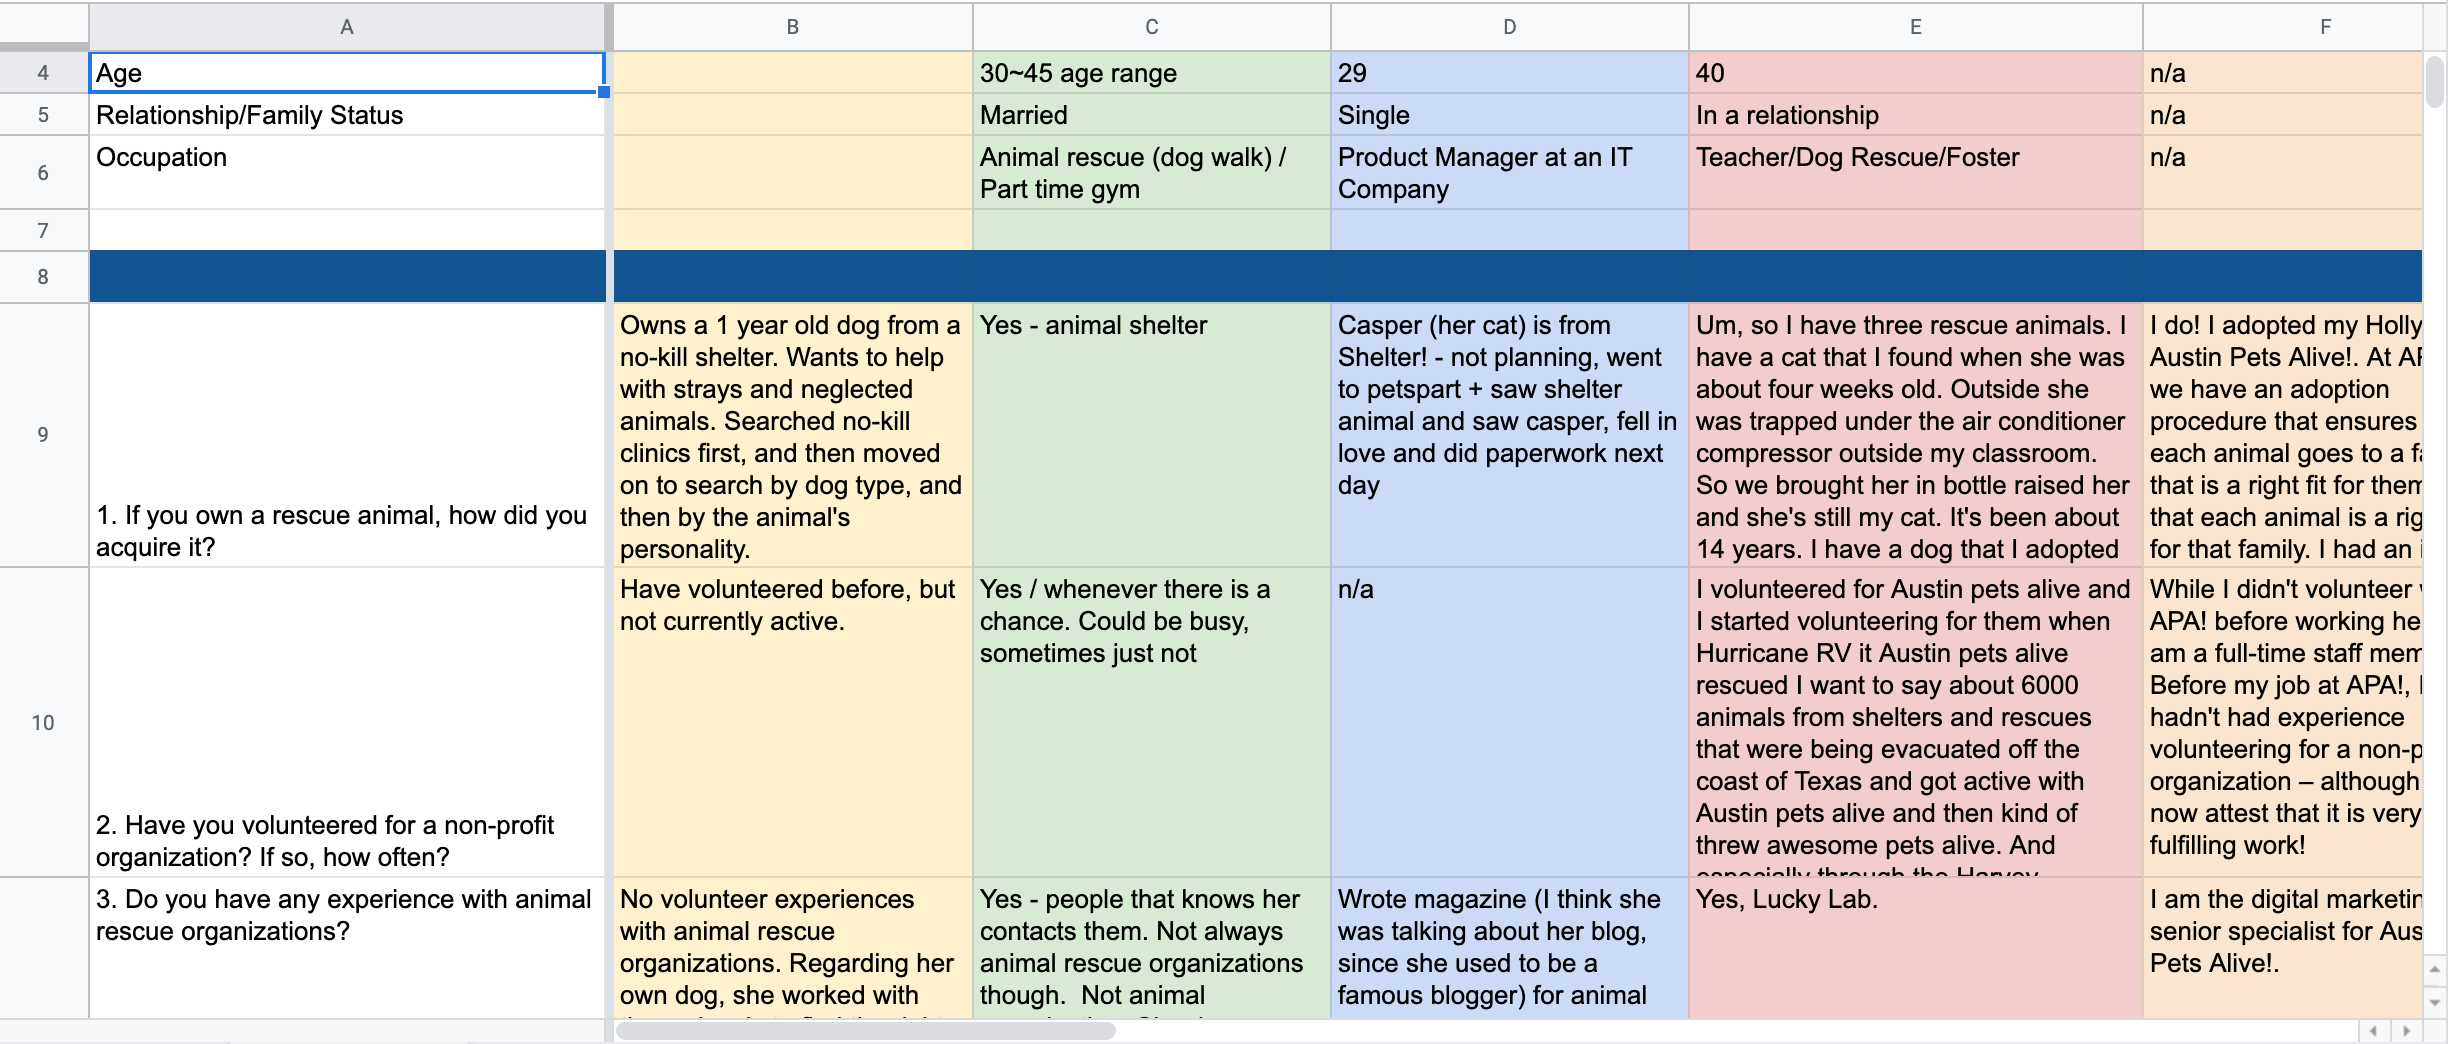 A B C D E F
4 Age 30~45 age range 29 40 n/a
5 Relationship/Family Status Married Single In a relationship n/a
6 Occupation Animal rescue (dog walk) / Product Manager at an IT Teacher/Dog Rescue/Foster n/a
Part time gym Company
7
8
9
1. If you own a rescue animal, how did you
acquire it?
Owns a 1 year old dog from a
no-kill shelter. Wants to help
with strays and neglected
animals. Searched no-kill
clinics first, and then moved
on to search by dog type, and
then by the animal's
personality.
Yes - animal shelter
Casper (her cat) is from
Shelter! - not planning, went
to petspart + saw shelter
animal and saw casper, fell in
love and did paperwork next
day
Um, so I have three rescue animals. I
have a cat that I found when she was
about four weeks old. Outside she
was trapped under the air conditioner
compressor outside my classroom.
So we brought her in bottle raised her
and she's still my cat. It's been about
14 years. I have a dog that I adopted
I do! I adopted my Holly
Austin Pets Alive!. At
we have an adoption
procedure that ensures
each animal goes to a
that is a right fit for them
that each animal is a
for that family. I had an
10
2. Have you volunteered for a non-profit
organization? If so, how often?
Have volunteered before, but
not currently active.
Yes / whenever there is a
chance. Could be busy,
sometimes just not
n/a
I volunteered for Austin pets alive and
I started volunteering for them when
Hurricane RV it Austin pets alive
rescued I want to say about 6000
animals from shelters and rescues
that were being evacuated off the
coast of Texas and got active with
Austin pets alive and then kind of
threw awesome pets alive. And
especially through the Harvey
While I didn't volunteer
APA! before working
am a full-time staff
Before my job at APA!,
hadn't had experience
volunteering for a
organization – although
now attest that it is very
fulfilling work!
3. Do you have any experience with animal
rescue organizations?
No volunteer experiences
with animal rescue
organizations. Regarding her
own dog, she worked with
Yes - people that knows her
contacts them. Not always
animal rescue organizations
though. Not animal
Wrote magazine (I think she
was talking about her blog,
since she used to be a
famous blogger) for animal
Yes, Lucky Lab.
I am the digital
senior specialist for
Pets Alive!.